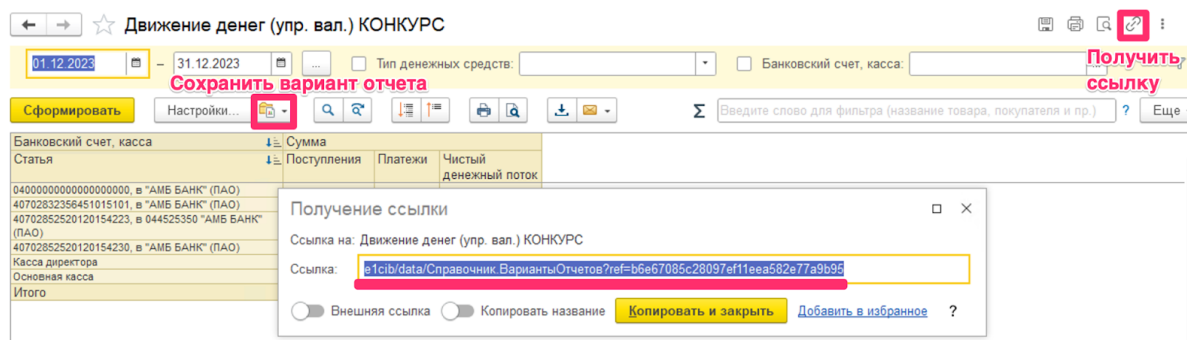 Движение денег (упр. вал.) КОНКУРС
01.12.2023 – 31.12.2023 ... Тип денежных средств: Банковский счет, касса:
Получить
ссылку
Сохранить вариант отчета
Сформировать Настройки... Σ Введите слово для фильтра (название товара, покупателя и пр.) ? Еще
Банковский счет, касса Сумма
Статья Поступления Платежи Чистый
денежный поток
04000000000000000000, в "АМБ БАНК" (ПАО)
40702832356451015101, в "АМБ БАНК" (ПАО)
40702852520120154223, в 044525350 "АМБ БАНК"
(ПАО)
40702852520120154230, в "АМБ БАНК" (ПАО)
Касса директора
Основная касса
Итого
Получение ссылки
Ссылка на: Движение денег (упр. вал.) КОНКУРС
Ссылка: e1cib/data/Справочник.ВариантыОтчетов?ref=b6e67085c28097ef11eea582e77a9b95
Внешняя ссылка Копировать название Копировать и закрыть Добавить в избранное ?